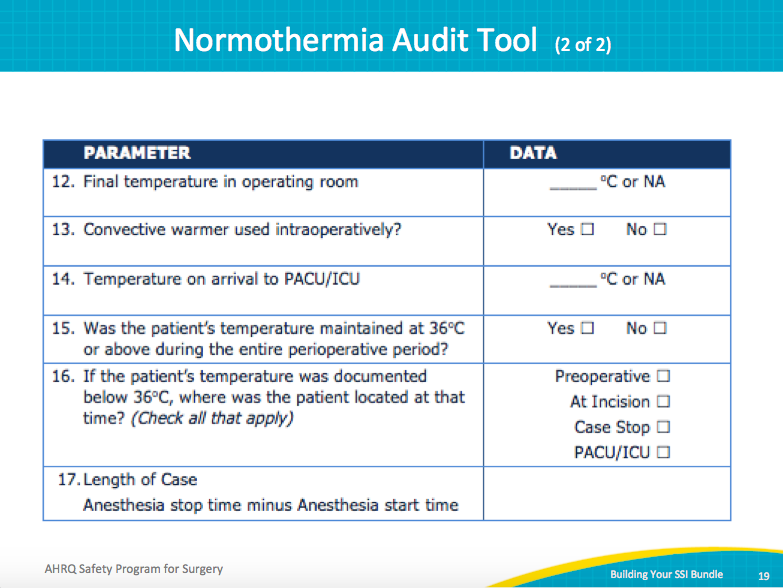 Normothermia Audit Tool (2 of 2)
PARAMETER DATA
12. Final temperature in operating room _____ °C or NA
13. Convective warmer used intraoperatively? Yes ☐ No ☐
14. Temperature on arrival to PACU/ICU _____ °C or NA
15. Was the patient's temperature maintained at 36°C Yes ☐ No ☐
or above during the entire perioperative period?
16. If the patient's temperature was documented Preoperative ☐
below 36°C, where was the patient located at that At Incision ☐
time? (Check all that apply) Case Stop ☐
PACU/ICU ☐
17. Length of Case
Anesthesia stop time minus Anesthesia start time
AHRQ Safety Program for Surgery Building Your SSI Bundle 19